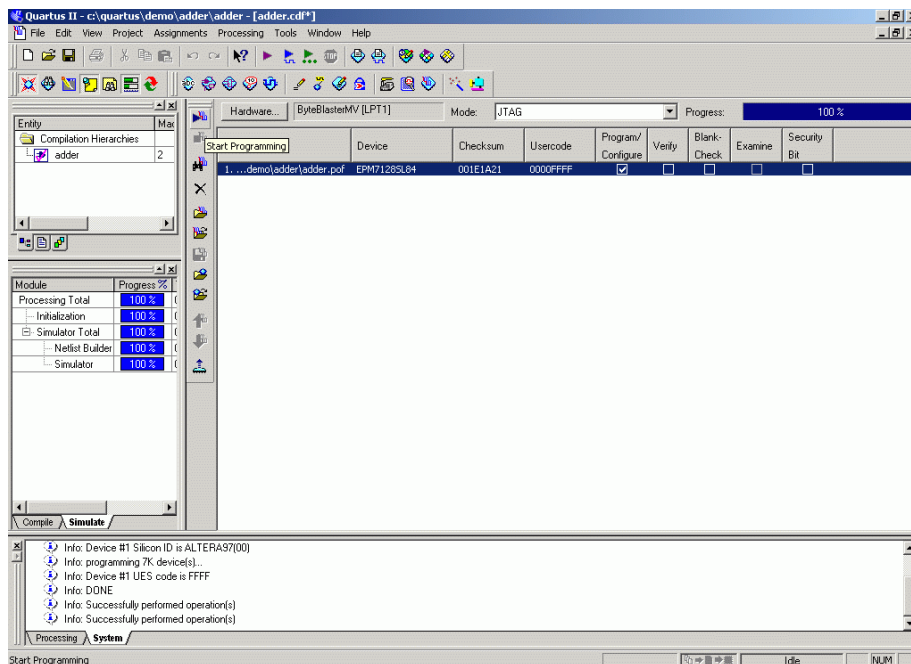 Quartus II - c:\quartus\demo\adder\adder - [adder.cdf*]
File Edit View Project Assignments Processing Tools Window Help
Hardware... ByteBlasterMV [LPT1] Mode: JTAG Progress: 100 %
Entity
Compilation Hierarchies
adder 2
Start Programming
Device Checksum Usercode Program/ Configure Verify Blank- Check Examine Security Bit
1. ...demo\adder\adder.pof EPM7128SL84 001E1A21 0000FFFF
Module Progress %
Processing Total 100 %
Initialization 100 %
Simulator Total 100 %
Netlist Builder 100 %
Simulator 100 %
Compile Simulate
Info: Device #1 Silicon ID is ALTERA97(00)
Info: programming 7K device(s)...
Info: Device #1 UES code is FFFF
Info: DONE
Info: Successfully performed operation(s)
Info: Successfully performed operation(s)
Processing System
Start Programming Idle NUM